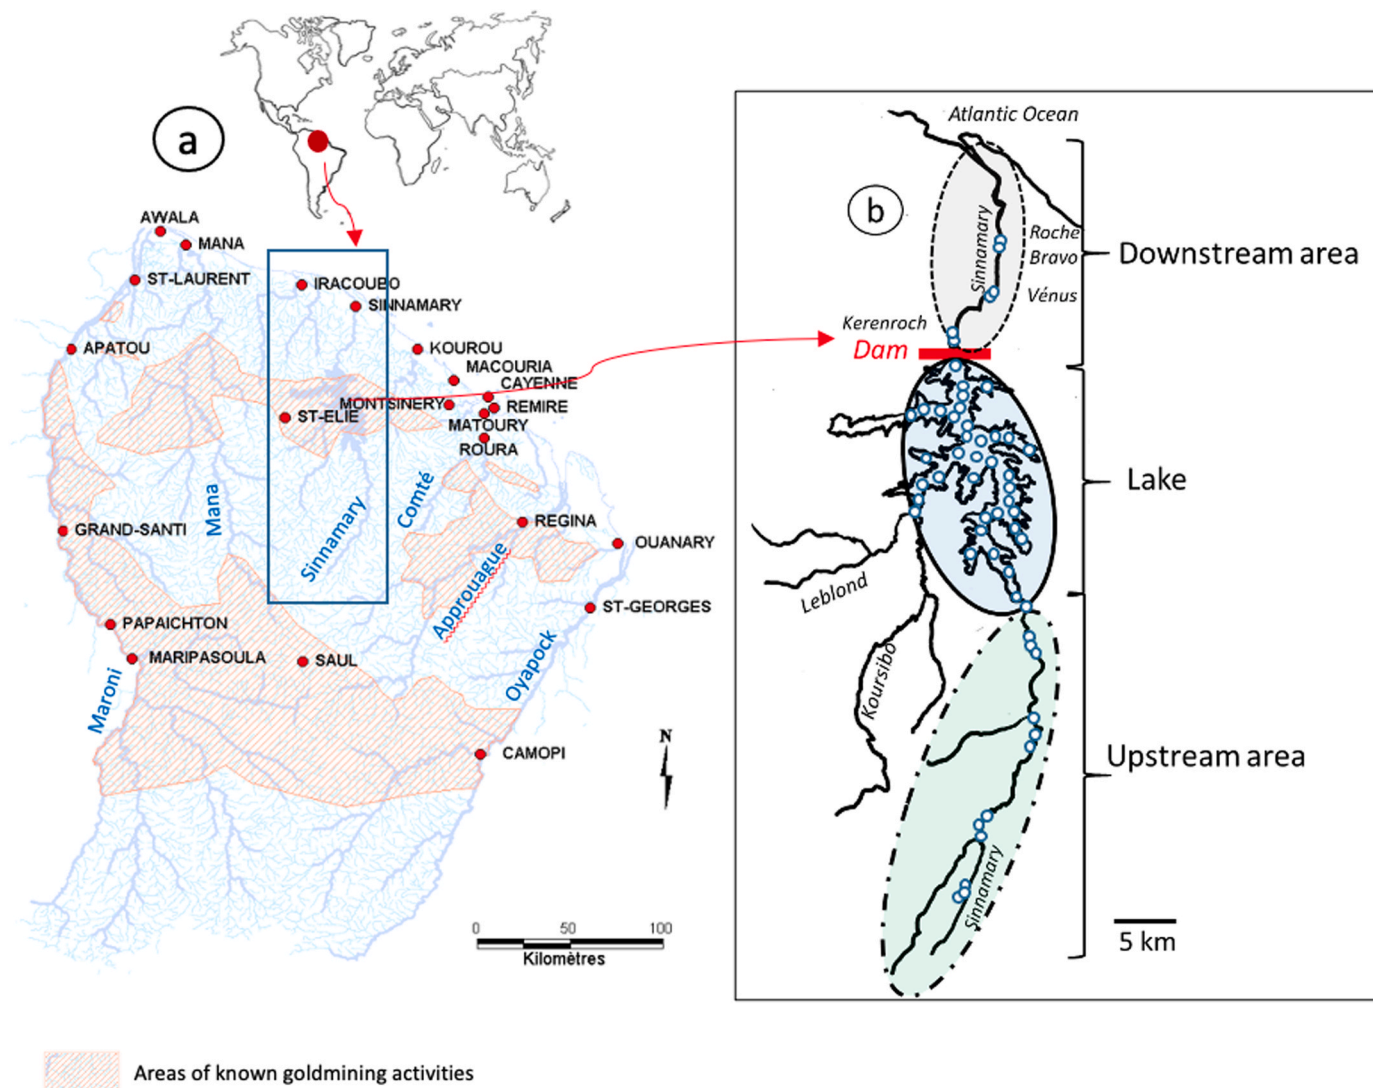 a
AWALA
MANA
ST-LAURENT
IRACOUBO
SINNAMARY
APATOU
KOUROU
MACOURIA
CAYENNE
MONTSINERY
REMIRE
ST-ELIE
MATOURY
ROURA
Mana
Sinnamary
Comté
GRAND-SANTI
REGINA
OUANARY
Approuague
ST-GEORGES
PAPAICHTON
MARIPASOULA
SAUL
Maroni
Oyapock
CAMOPI
N
0 50 100
Kilomètres
Areas of known goldmining activities
b
Atlantic Ocean
Sinnamary
Roche
Bravo
Vénus
Downstream area
Kerenroch
Dam
Lake
Leblond
Koursibo
Upstream area
Sinnamary
5 km